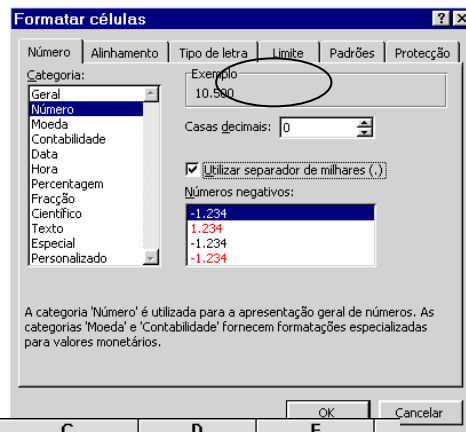 Formatar células
Número Alinhamento Tipo de letra Limite Padrões Protecção
Categoria:
Geral
Número
Moeda
Contabilidade
Data
Hora
Percentagem
Fracção
Científico
Texto
Especial
Personalizado
Exemplo
10.500
Casas decimais: 0
Utilizar separador de milhares (.)
Números negativos:
-1.234
1.234
-1.234
-1.234
A categoria 'Número' é utilizada para a apresentação geral de números. As
categorias 'Moeda' e 'Contabilidade' fornecem formatações especializadas
para valores monetários.
OK Cancelar
C D E